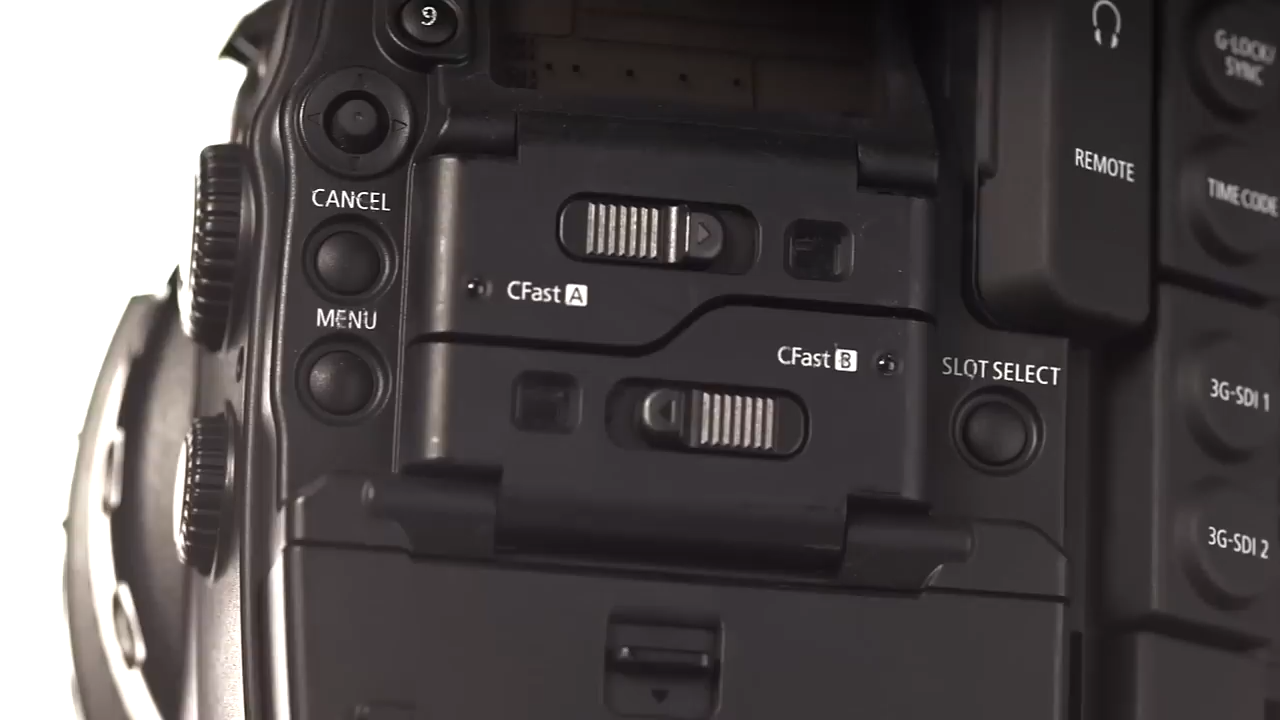 9
G-LOCK/
SYNC
REMOTE
TIME CODE
CANCEL
CFast A
MENU
CFast B
SLOT SELECT
3G-SDI 1
3G-SDI 2